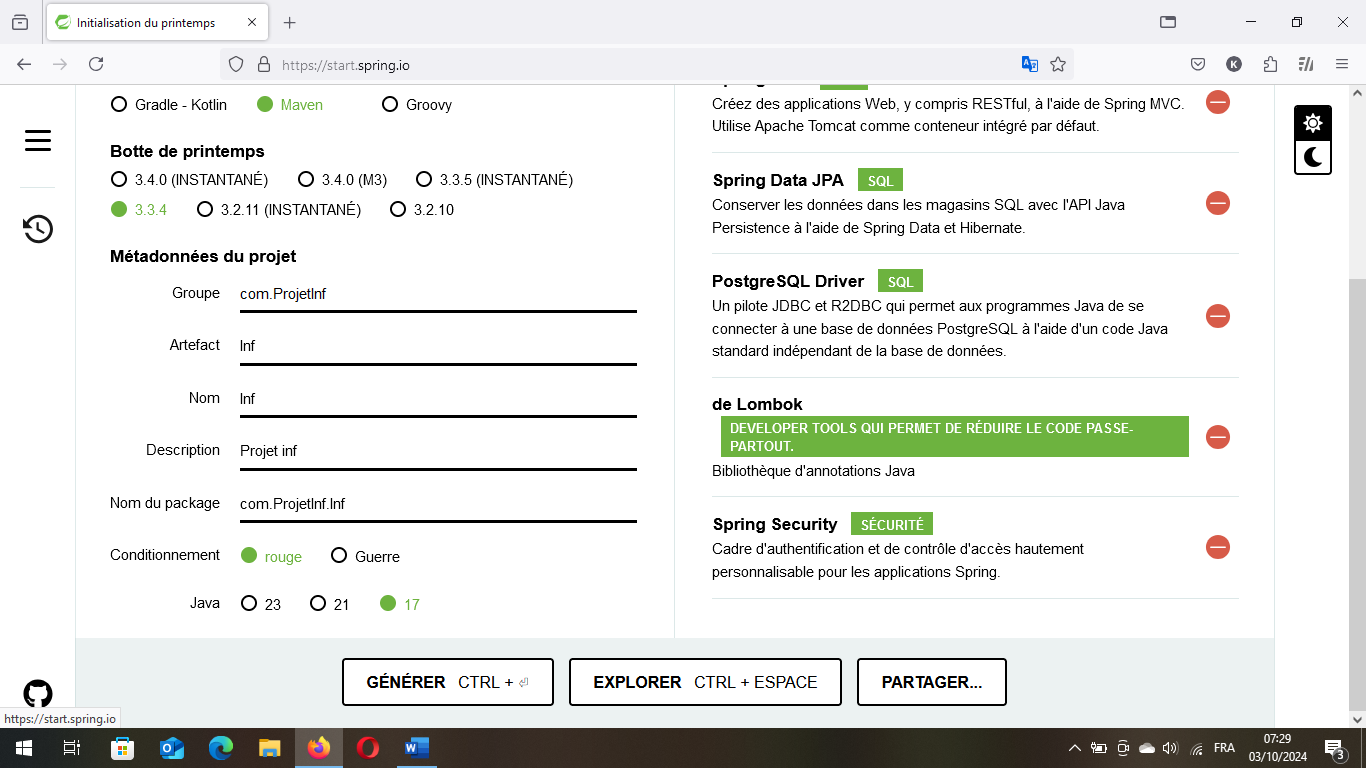 Initialisation du printemps
https://start.spring.io
Gradle - Kotlin
Maven
Groovy
Botte de printemps
3.4.0 (INSTANTANÉ)
3.4.0 (M3)
3.3.5 (INSTANTANÉ)
3.3.4
3.2.11 (INSTANTANÉ)
3.2.10
Métadonnées du projet
Groupe
com.ProjetInf
Artefact
Inf
Nom
Inf
Description
Projet inf
Nom du package
com.ProjetInf.Inf
Conditionnement
rouge
Guerre
Java
23
21
17
Créez des applications Web, y compris RESTful, à l'aide de Spring MVC.
Utilise Apache Tomcat comme conteneur intégré par défaut.
Spring Data JPA
SQL
Conserver les données dans les magasins SQL avec l'API Java
Persistence à l'aide de Spring Data et Hibernate.
PostgreSQL Driver
SQL
Un pilote JDBC et R2DBC qui permet aux programmes Java de se
connecter à une base de données PostgreSQL à l'aide d'un code Java
standard indépendant de la base de données.
de Lombok
DEVELOPER TOOLS QUI PERMET DE RÉDUIRE LE CODE PASSE-
PARTOUT.
Bibliothèque d'annotations Java
Spring Security
SÉCURITÉ
Cadre d'authentification et de contrôle d'accès hautement
personnalisable pour les applications Spring.
GÉNÉRER CTRL + ⏎
EXPLORER CTRL + ESPACE
PARTAGER...
https://start.spring.io
FRA
07:29
03/10/2024
3